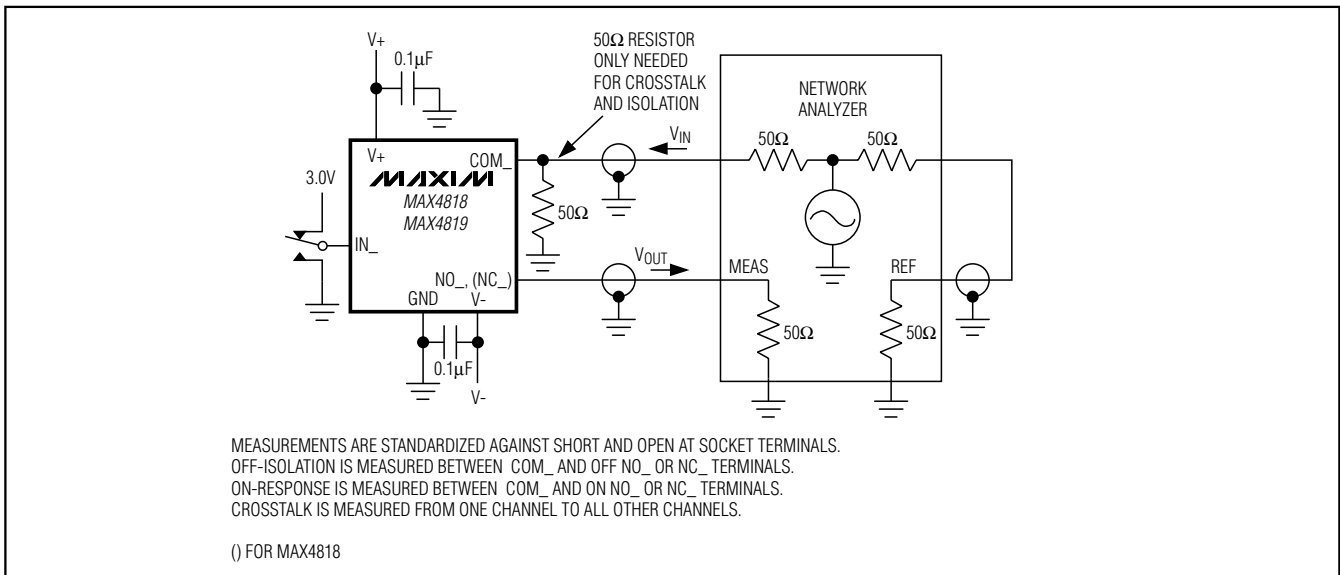 V+
0.1µF
50Ω RESISTOR
ONLY NEEDED
FOR CROSSTALK
AND ISOLATION
NETWORK
ANALYZER
50Ω
50Ω
VIN
V+
COM_
MAXIM
MAX4818
MAX4819
3.0V
50Ω
IN_
VOUT
MEAS
REF
NO_, (NC_)
GND
V-
50Ω
50Ω
0.1µF
V-
MEASUREMENTS ARE STANDARDIZED AGAINST SHORT AND OPEN AT SOCKET TERMINALS.
OFF-ISOLATION IS MEASURED BETWEEN COM_ AND OFF NO_ OR NC_ TERMINALS.
ON-RESPONSE IS MEASURED BETWEEN COM_ AND ON NO_ OR NC_ TERMINALS.
CROSSTALK IS MEASURED FROM ONE CHANNEL TO ALL OTHER CHANNELS.
() FOR MAX4818